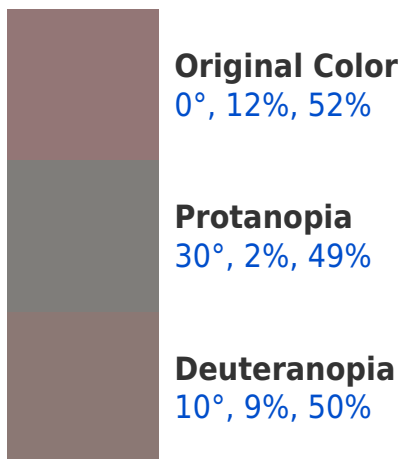 Original Color
0°, 12%, 52%
Protanopia
30°, 2%, 49%
Deuteranopia
10°, 9%, 50%